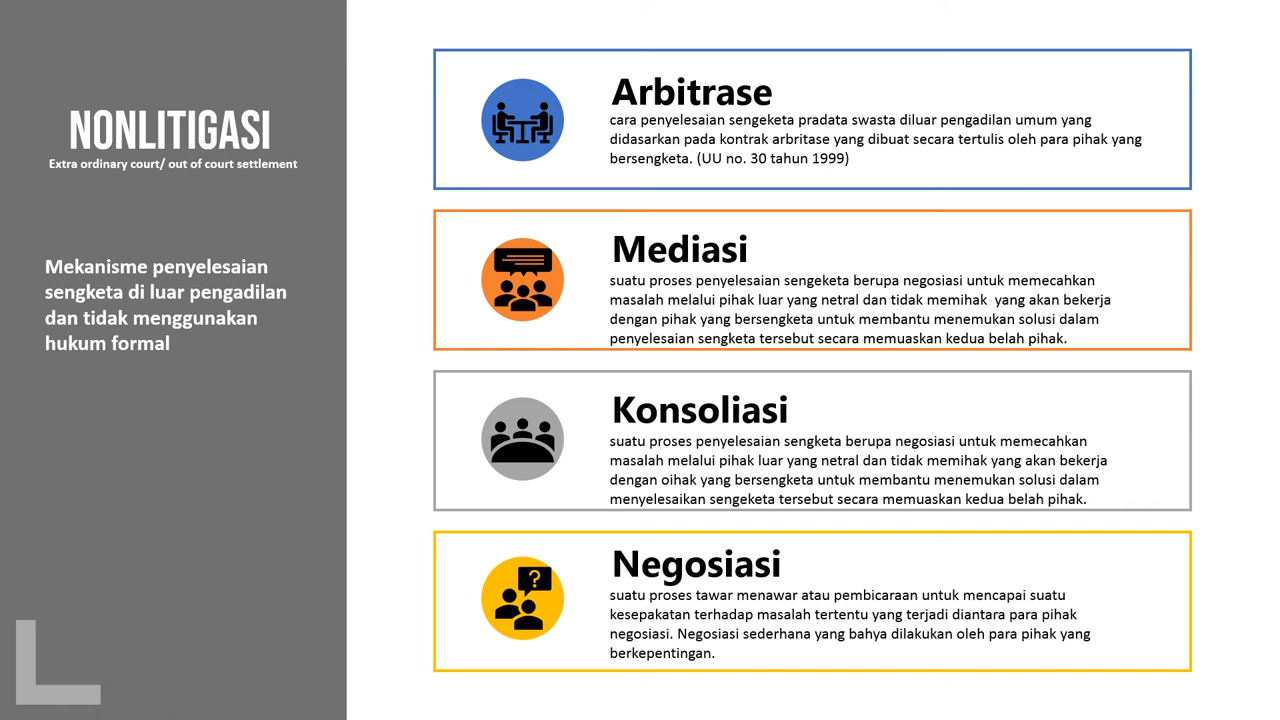 NONLITIGASI
Extra ordinary court/ out of court settlement
Mekanisme penyelesaian
sengketa di luar pengadilan
dan tidak menggunakan
hukum formal
Arbitrase
cara penyelesaian sengeketa pradata swasta diluar pengadilan umum yang
didasarkan pada kontrak arbritase yang dibuat secara tertulis oleh para pihak yang
bersengketa. (UU no. 30 tahun 1999)
Mediasi
suatu proses penyelesaian sengeketa berupa negosiasi untuk memecahkan
masalah melalui pihak luar yang netral dan tidak memihak  yang akan bekerja
dengan pihak yang bersengketa untuk membantu menemukan solusi dalam
penyelesaian sengketa tersebut secara memuaskan kedua belah pihak.
Konsoliasi
suatu proses penyelesaian sengketa berupa negosiasi untuk memecahkan
masalah melalui pihak luar yang netral dan tidak memihak yang akan bekerja
dengan oihak yang bersengketa untuk membantu menemukan solusi dalam
menyelesaikan sengeketa tersebut secara memuaskan kedua belah pihak.
?
Negosiasi
suatu proses tawar menawar atau pembicaraan untuk mencapai suatu
kesepakatan terhadap masalah tertentu yang terjadi diantara para pihak
negosiasi. Negosiasi sederhana yang bahya dilakukan oleh para pihak yang
berkepentingan.